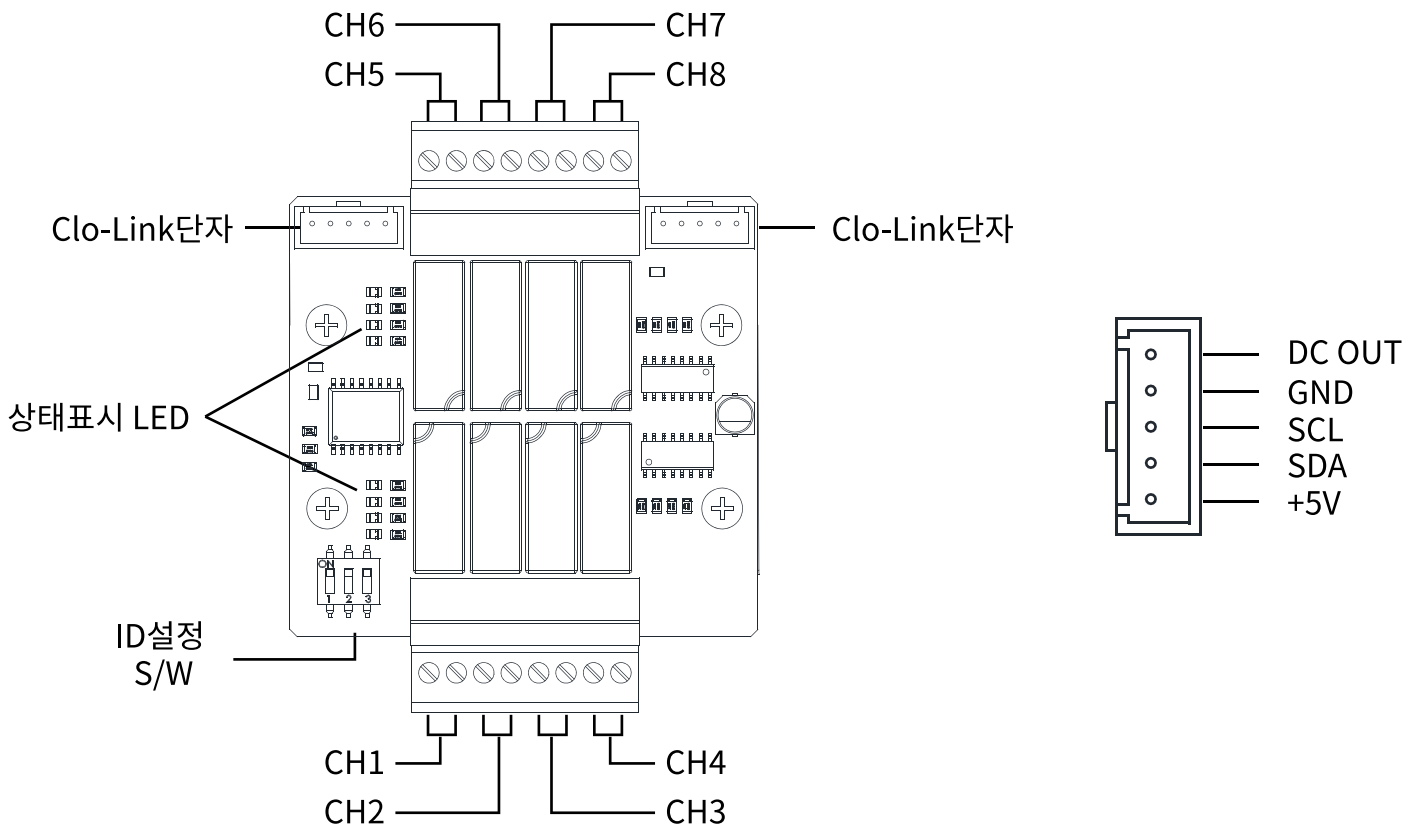 CH6
CH7
CH5
CH8
Clo-Link단자
Clo-Link단자
상태표시 LED
ON
1 2 3
ID설정
S/W
CH1
CH4
CH2
CH3
DC OUT
GND
SCL
SDA
+5V